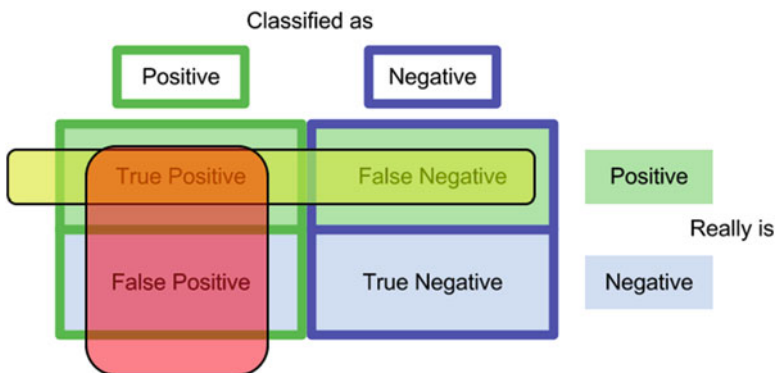 Classified as
Positive Negative
True Positive False Negative Positive
Really is
False Positive True Negative Negative